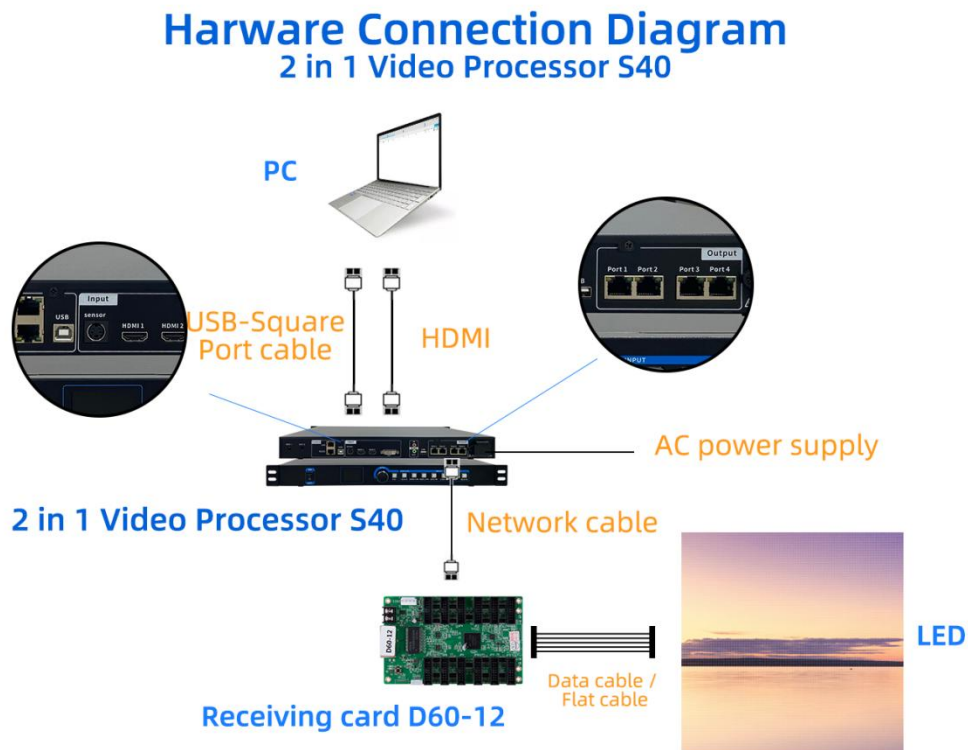 Harware Connection Diagram
2 in 1 Video Processor S40
PC
Input
USB
sensor
HDMI 1
HDMI 2
USB-Square
Port cable
HDMI
Output
Port 1
Port 2
Port 3
Port 4
INPUT
AC power supply
2 in 1 Video Processor S40
Network cable
D60-12
Data cable /
Flat cable
LED
Receiving card D60-12